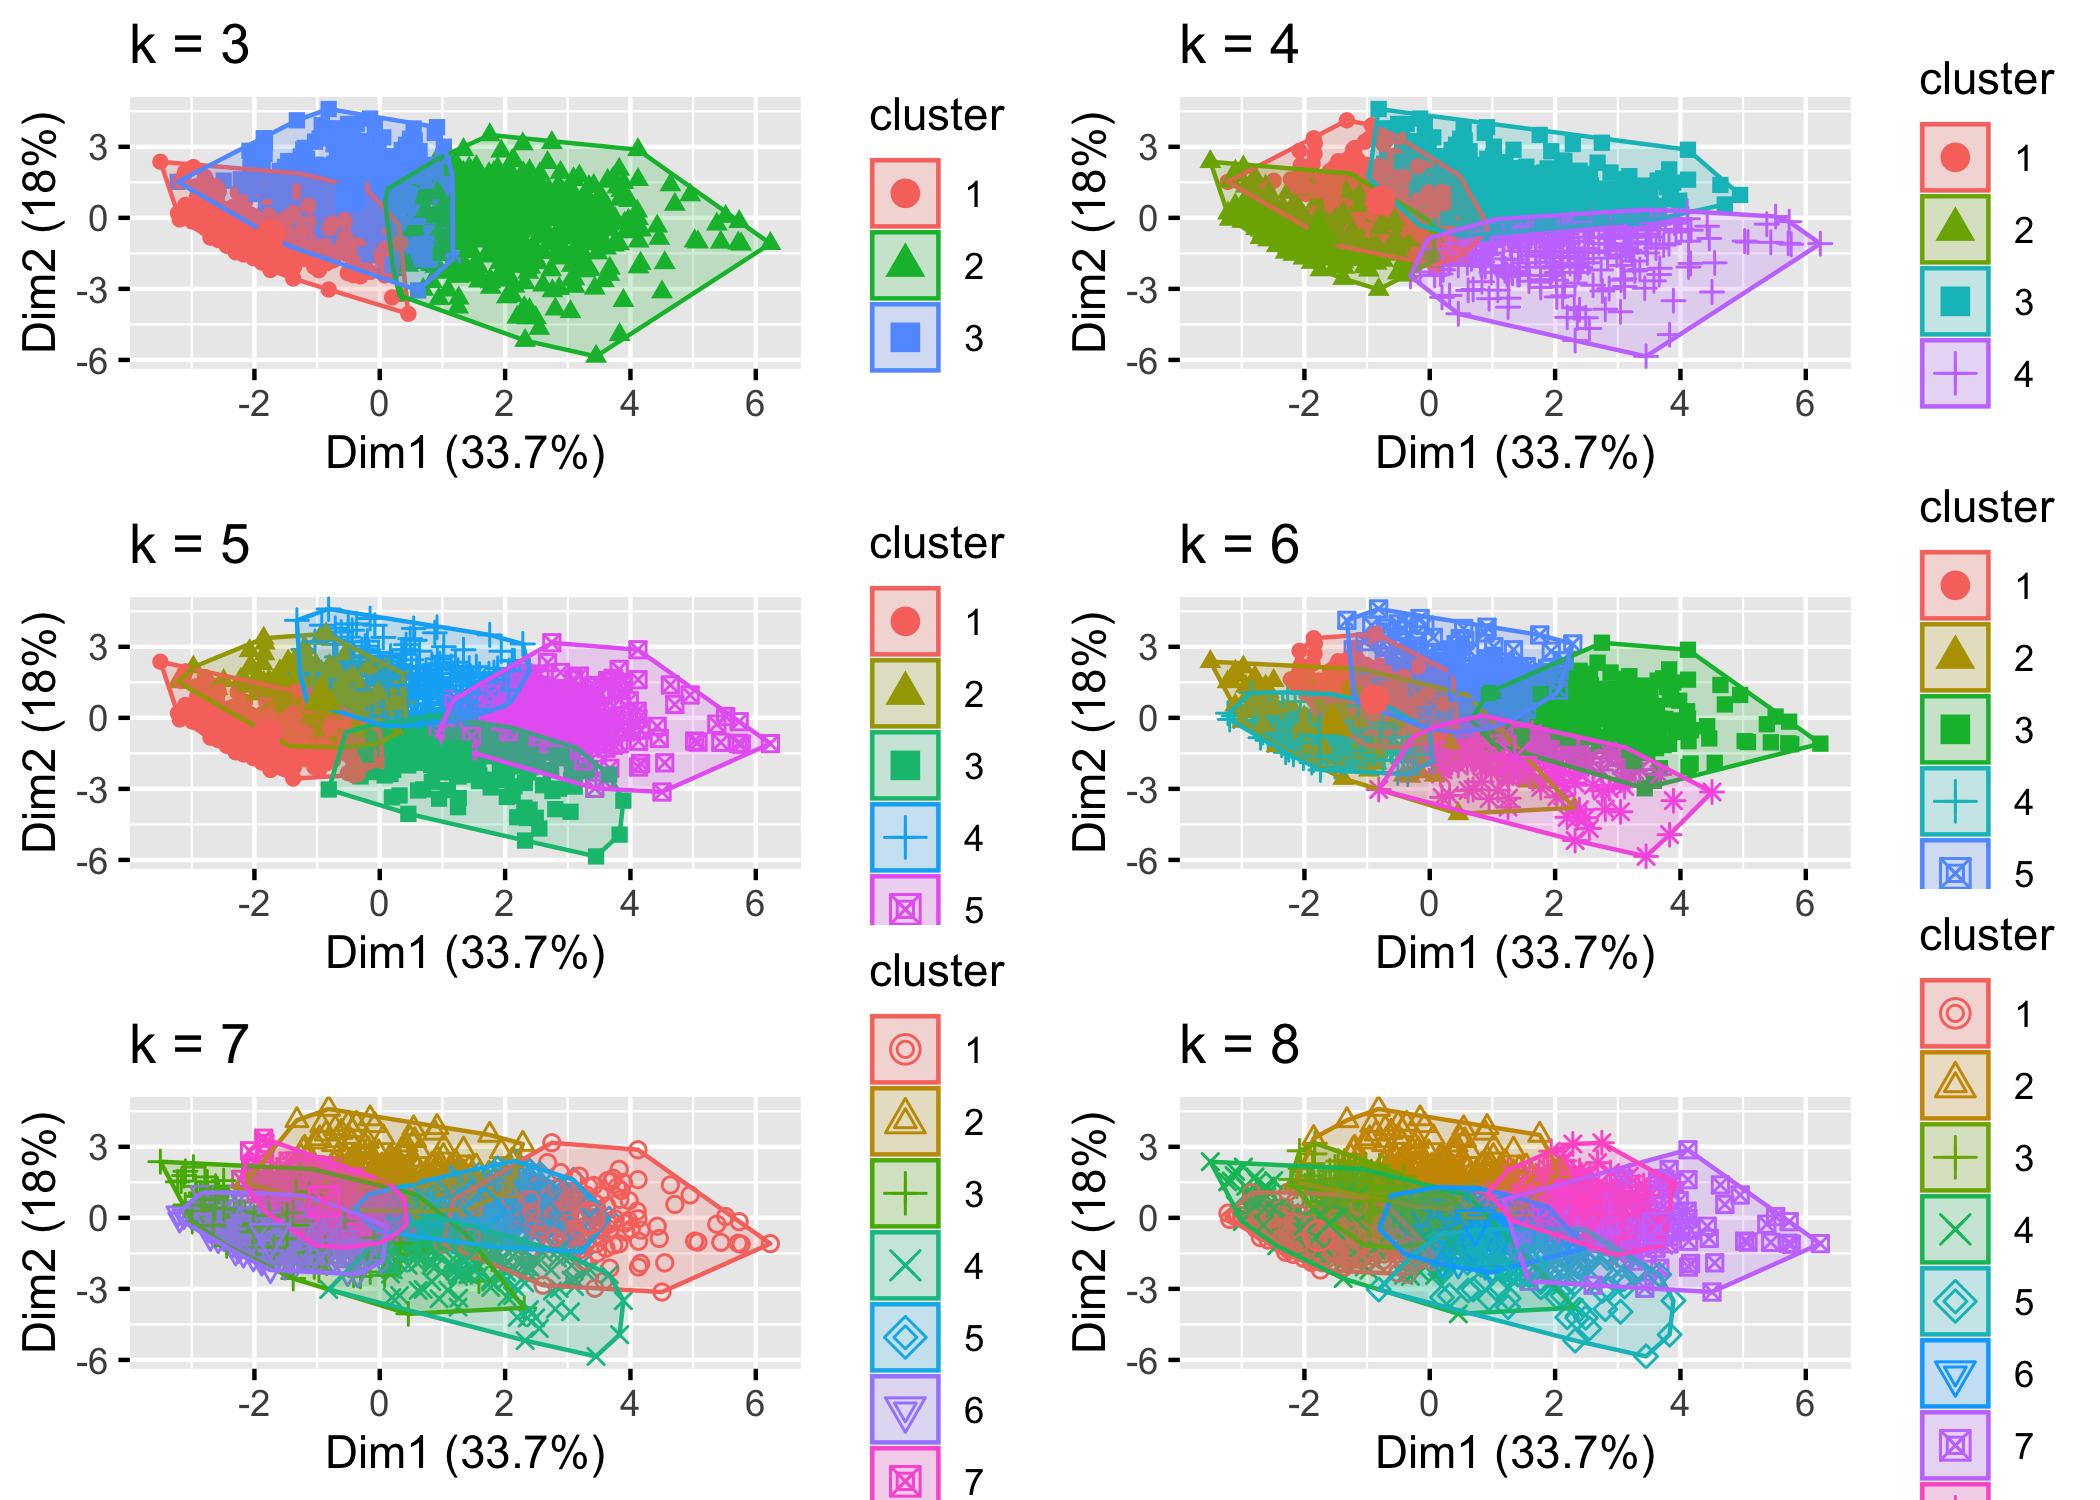 k = 3
3
0
-3
-6
Dim2 (18%)
-2 0 2 4 6
Dim1 (33.7%)
cluster
1
2
3
k = 4
3
0
-3
-6
Dim2 (18%)
-2 0 2 4 6
Dim1 (33.7%)
cluster
1
2
3
4
k = 5
3
0
-3
-6
Dim2 (18%)
-2 0 2 4 6
Dim1 (33.7%)
cluster
1
2
3
4
5
k = 6
3
0
-3
-6
Dim2 (18%)
-2 0 2 4 6
Dim1 (33.7%)
cluster
1
2
3
4
5
k = 7
3
0
-3
-6
Dim2 (18%)
-2 0 2 4 6
Dim1 (33.7%)
cluster
1
2
3
4
5
6
7
k = 8
3
0
-3
-6
Dim2 (18%)
-2 0 2 4 6
Dim1 (33.7%)
cluster
1
2
3
4
5
6
7